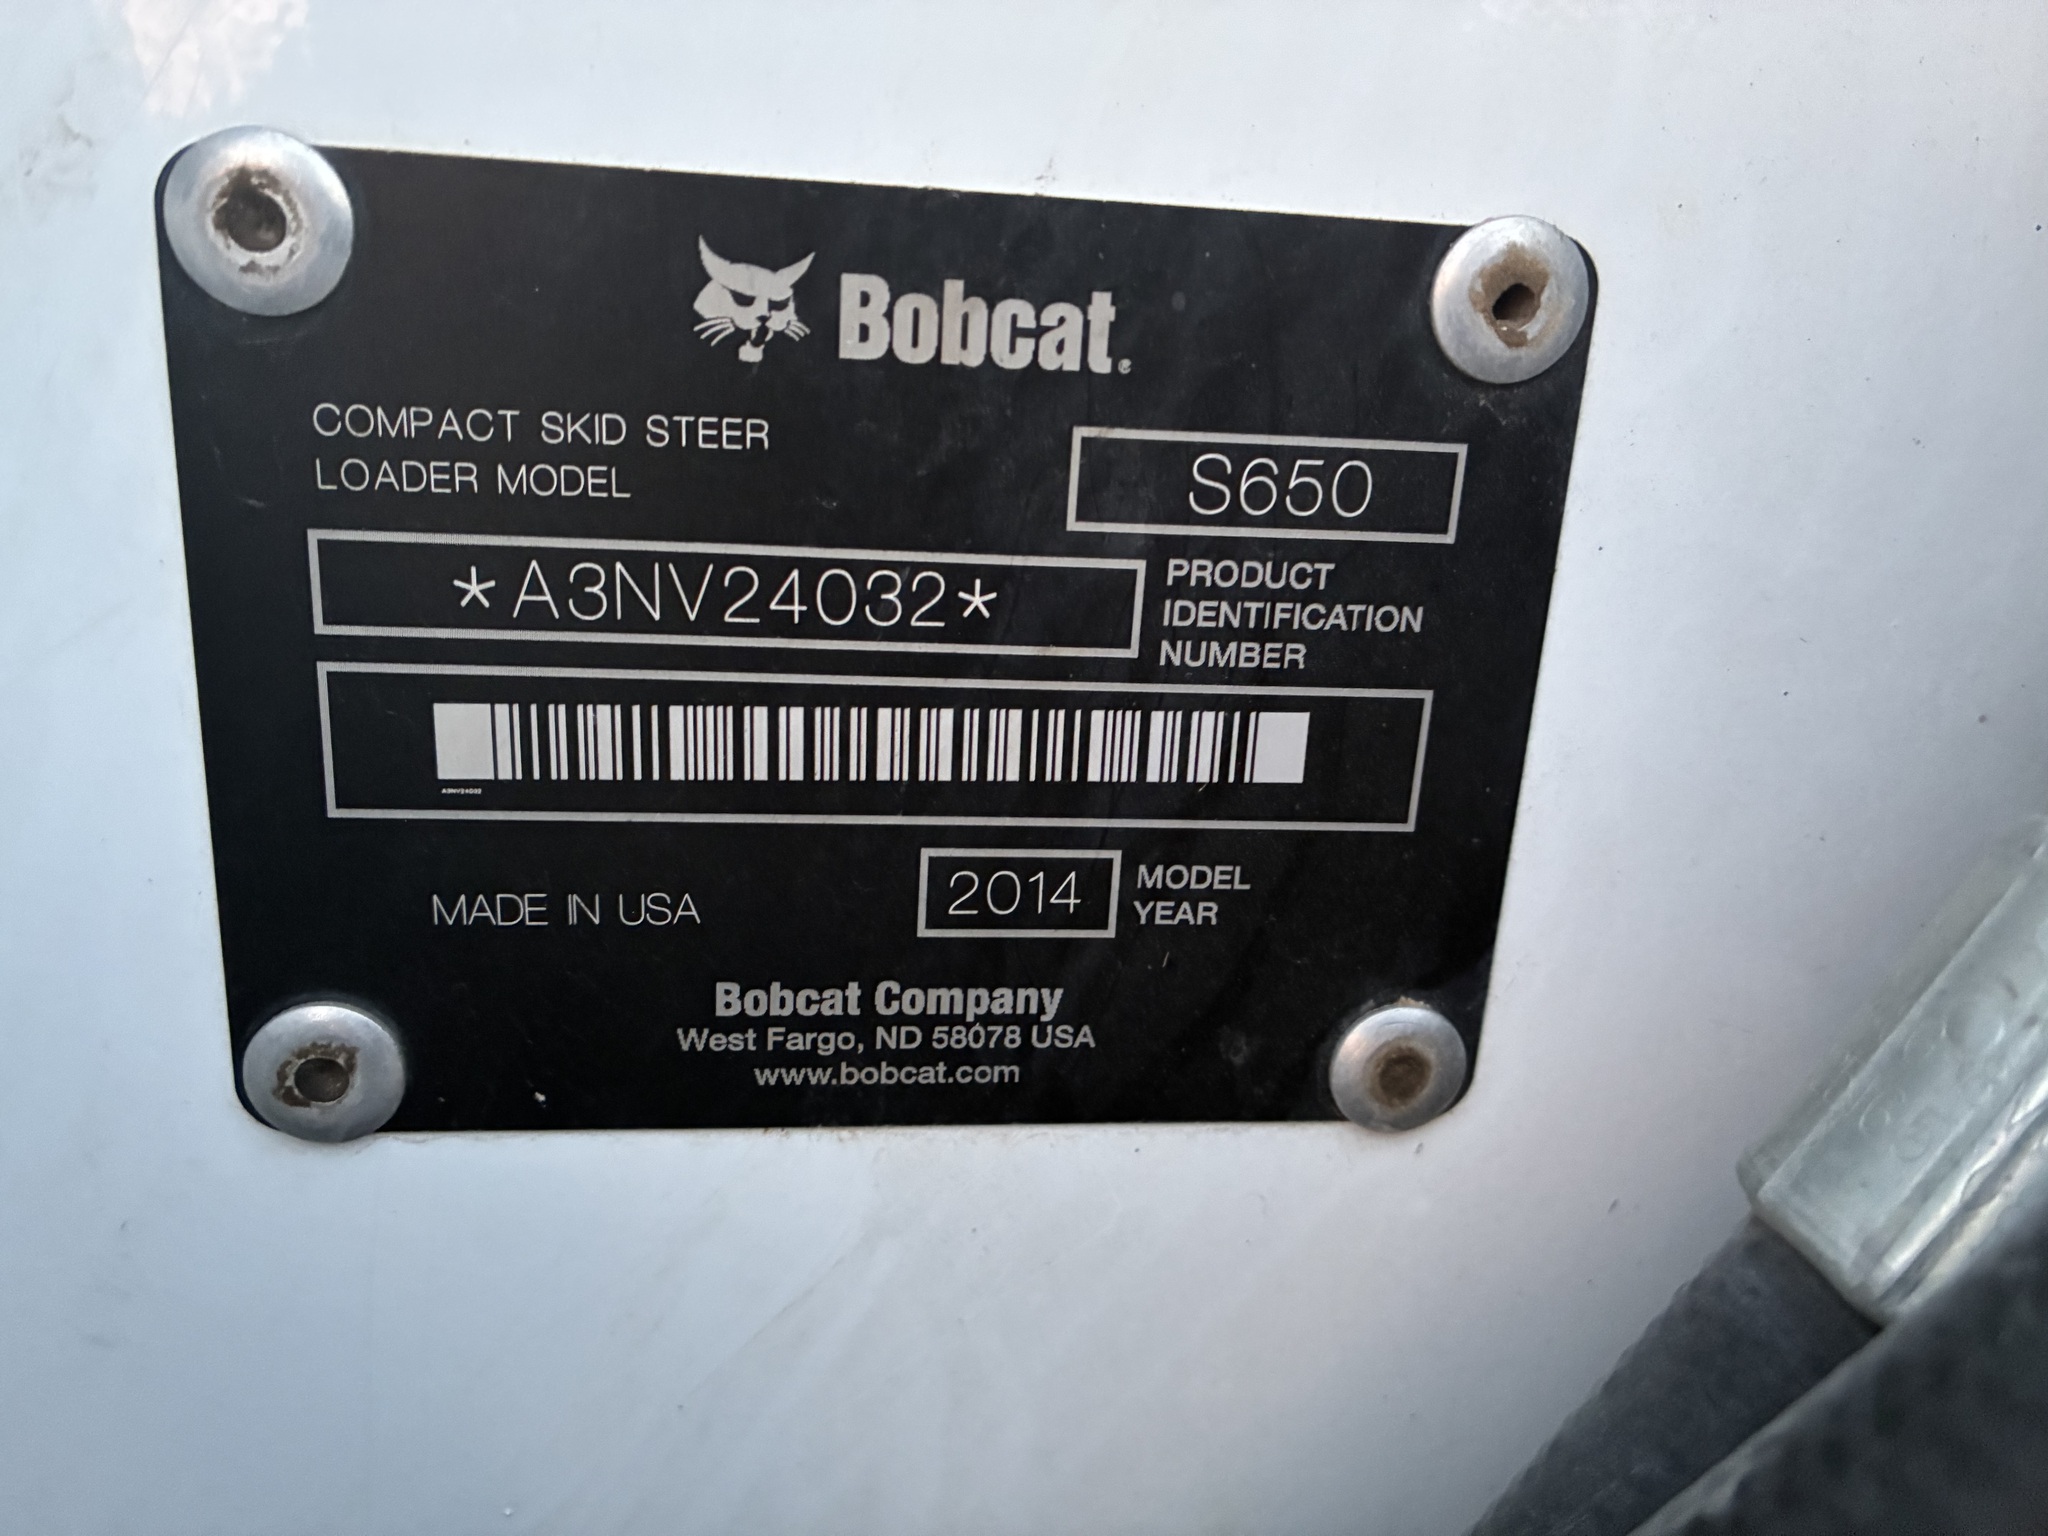 Bobcat®
COMPACT SKID STEER
LOADER MODEL
S650
*A3NV24032*
PRODUCT
IDENTIFICATION
NUMBER
A3NV24032
MADE IN USA
2014
MODEL
YEAR
Bobcat Company
West Fargo, ND 58078 USA
www.bobcat.com